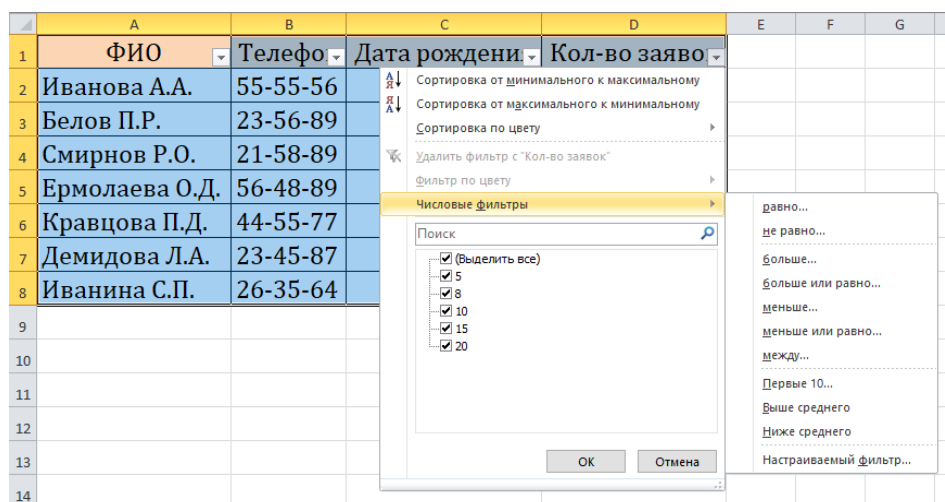 A B C D E F G
1 ФИО Телефо Дата рождени Кол-во заяво
2 Иванова А.А. 55-55-56
3 Белов П.Р. 23-56-89
4 Смирнов Р.О. 21-58-89
5 Ермолаева О.Д. 56-48-89
6 Кравцова П.Д. 44-55-77
7 Демидова Л.А. 23-45-87
8 Иванина С.П. 26-35-64
9
10
11
12
13
14
Сортировка от минимального к максимальному
Сортировка от максимального к минимальному
Сортировка по цвету
Удалить фильтр с "Кол-во заявок"
Фильтр по цвету
Числовые фильтры
Поиск
(Выделить все)
5
8
10
15
20
ОК Отмена
равно...
не равно...
больше...
больше или равно...
меньше...
меньше или равно...
между...
Первые 10...
Выше среднего
Ниже среднего
Настраиваемый фильтр...